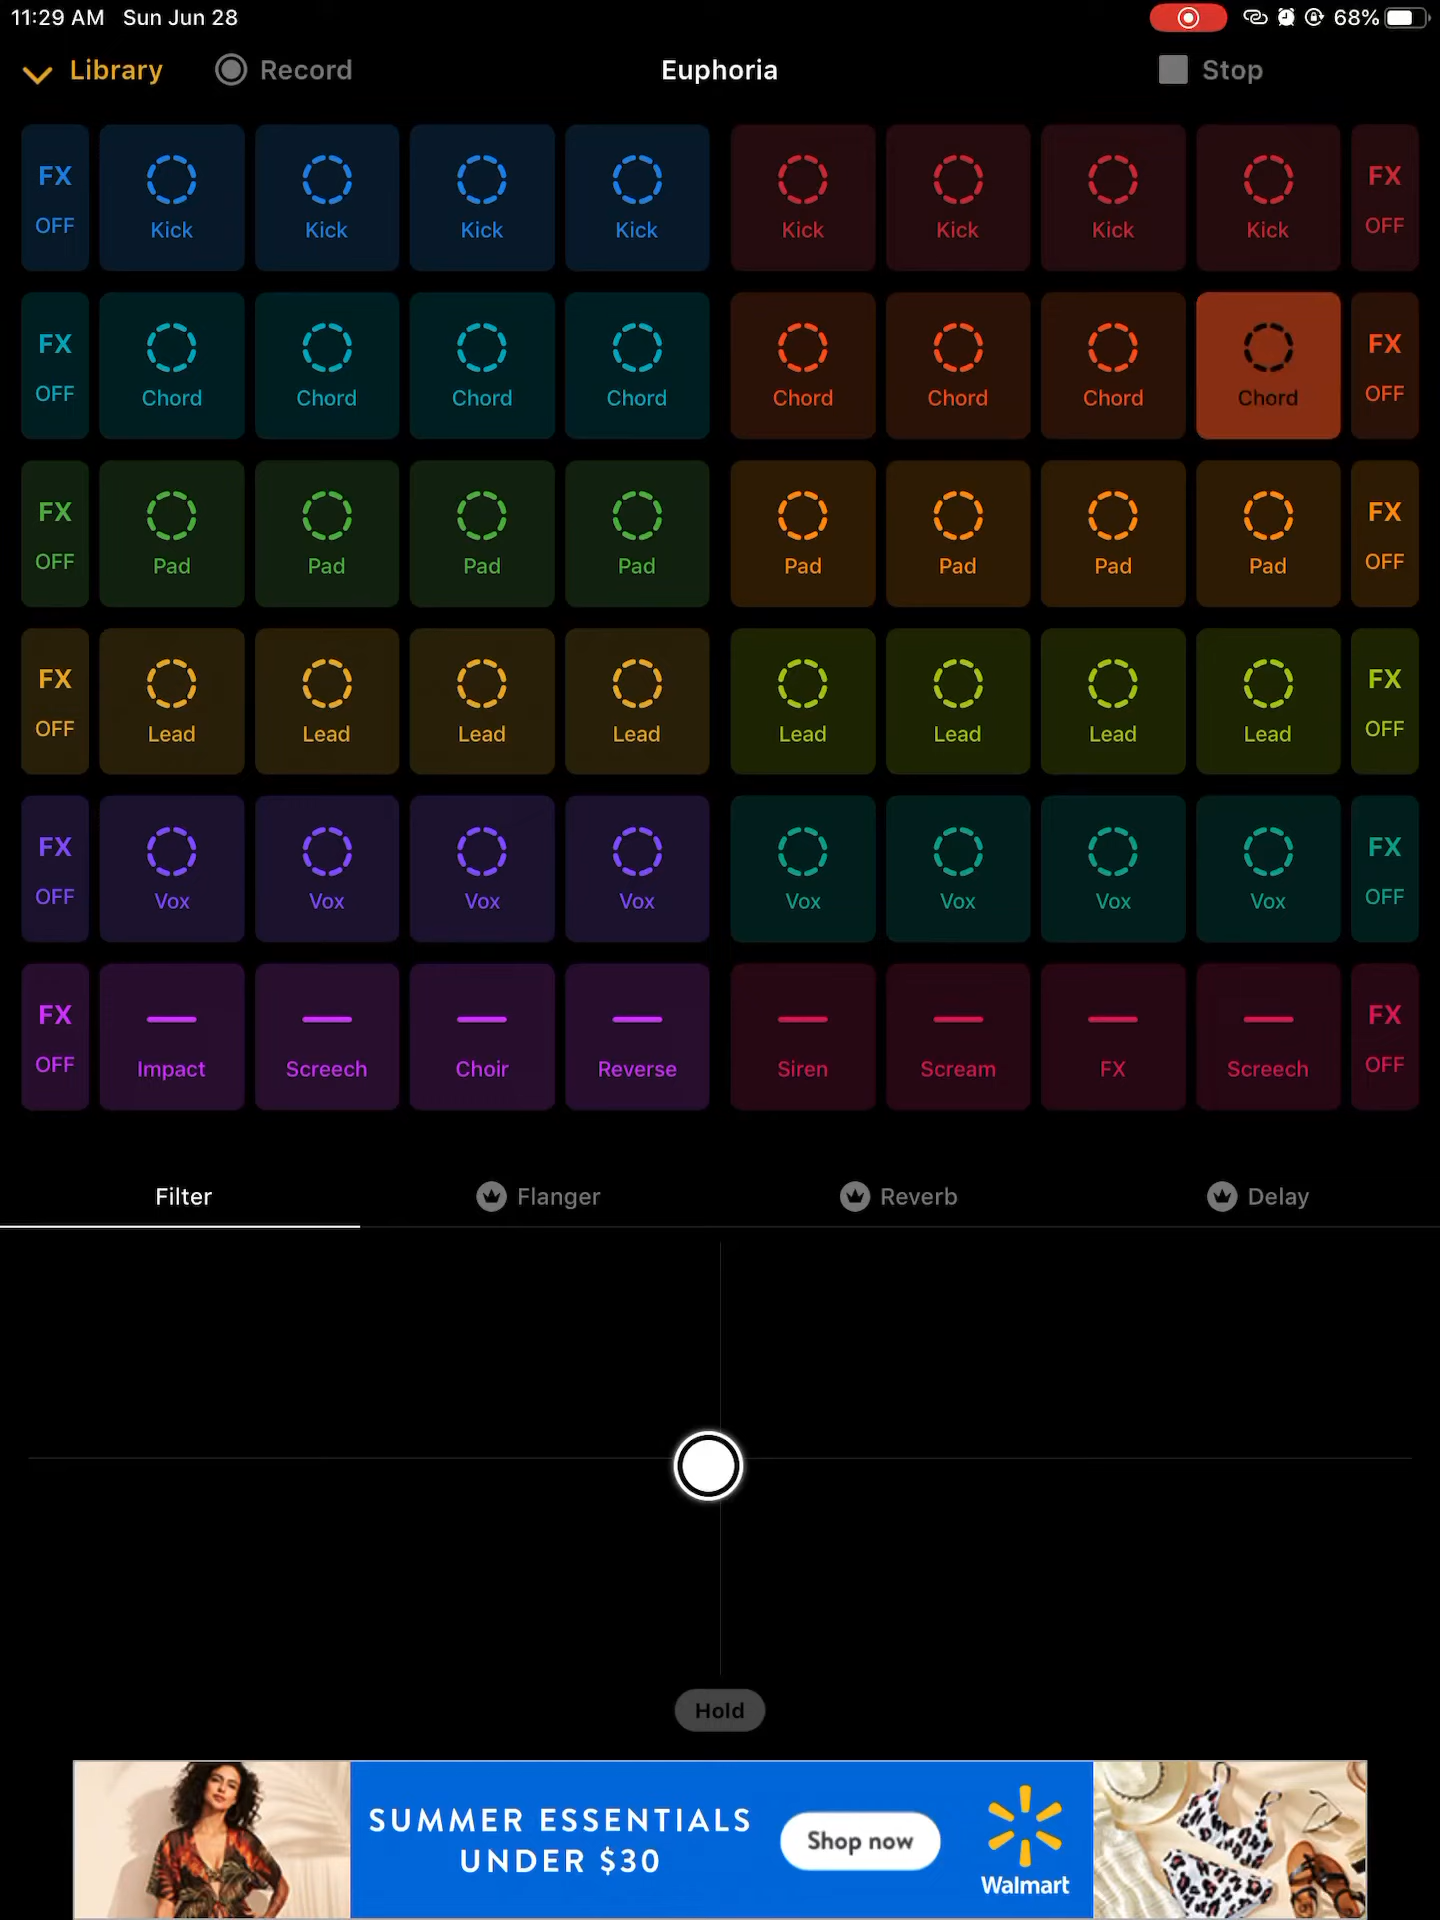 11:29 AM Sun Jun 28 68%
Library Record Euphoria Stop
FX Kick Kick Kick Kick Kick Kick Kick Kick FX
OFF OFF
FX Chord Chord Chord Chord Chord Chord Chord Chord FX
OFF OFF
FX Pad Pad Pad Pad Pad Pad Pad Pad FX
OFF OFF
FX Lead Lead Lead Lead Lead Lead Lead Lead FX
OFF OFF
FX Vox Vox Vox Vox Vox Vox Vox Vox FX
OFF OFF
FX FX
OFF Impact Screech Choir Reverse Siren Scream FX Screech OFF
Filter Flanger Reverb Delay
Hold
SUMMER ESSENTIALS
UNDER $30
Shop now
Walmart